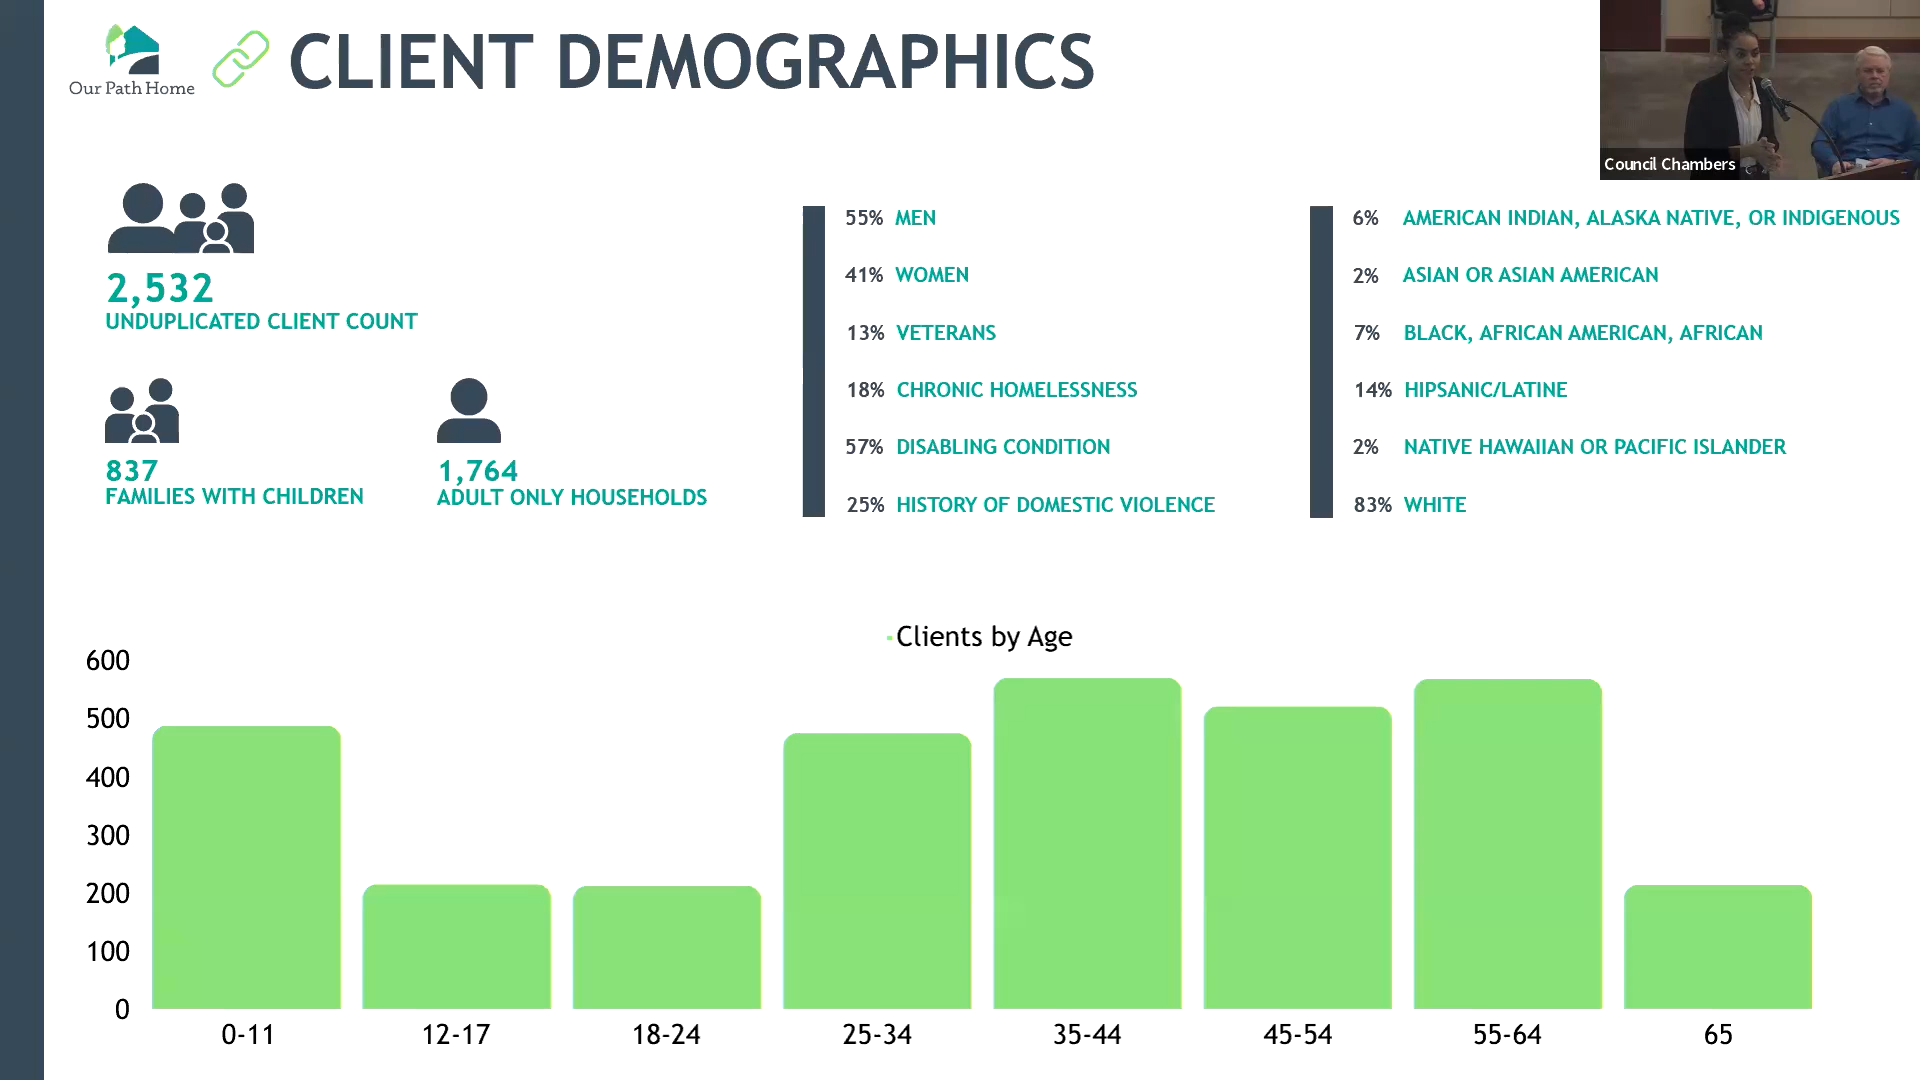 Our Path Home
CLIENT DEMOGRAPHICS
Council Chambers
2,532
UNDUPLICATED CLIENT COUNT
837
FAMILIES WITH CHILDREN
1,764
ADULT ONLY HOUSEHOLDS
55% MEN
41% WOMEN
13% VETERANS
18% CHRONIC HOMELESSNESS
57% DISABLING CONDITION
25% HISTORY OF DOMESTIC VIOLENCE
6% AMERICAN INDIAN, ALASKA NATIVE, OR INDIGENOUS
2% ASIAN OR ASIAN AMERICAN
7% BLACK, AFRICAN AMERICAN, AFRICAN
14% HIPSANIC/LATINE
2% NATIVE HAWAIIAN OR PACIFIC ISLANDER
83% WHITE
Clients by Age
600
500
400
300
200
100
0
0-11 12-17 18-24 25-34 35-44 45-54 55-64 65